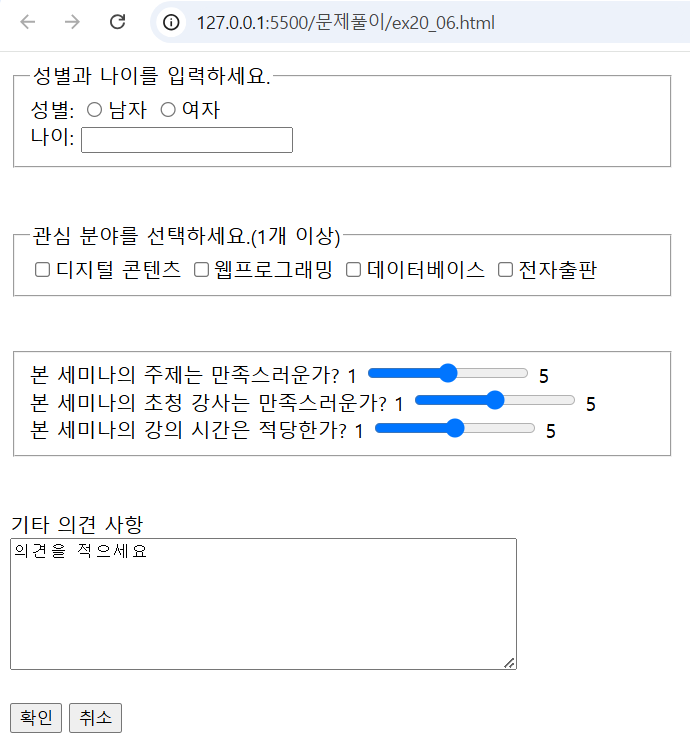 127.0.0.1:5500/문제풀이/ex20_06.html
성별과 나이를 입력하세요.
성별: 남자 여자
나이:
관심 분야를 선택하세요.(1개 이상)
디지털 콘텐츠 웹프로그래밍 데이터베이스 전자출판
본 세미나의 주제는 만족스러운가? 1 5
본 세미나의 초청 강사는 만족스러운가? 1 5
본 세미나의 강의 시간은 적당한가? 1 5
기타 의견 사항
의견을 적으세요
확인 취소